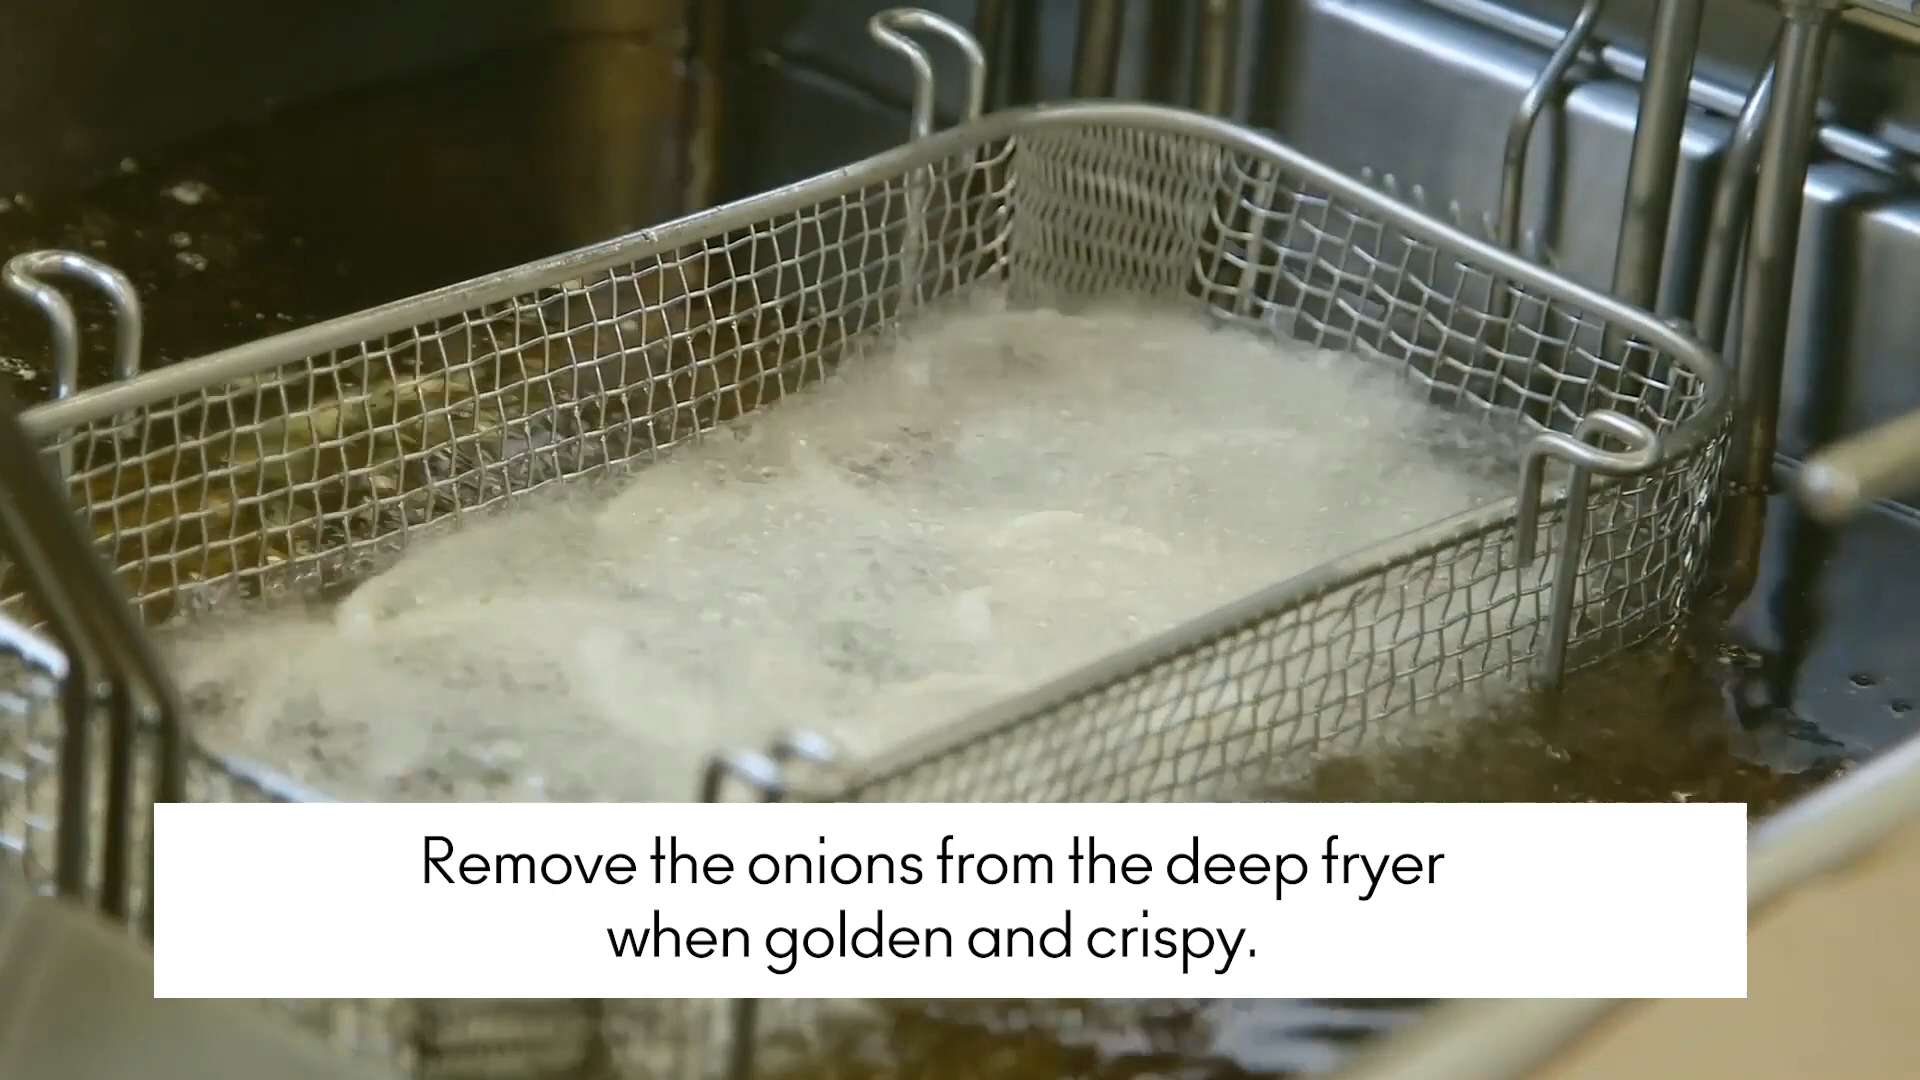 Remove the onions from the deep fryer
when golden and crispy.